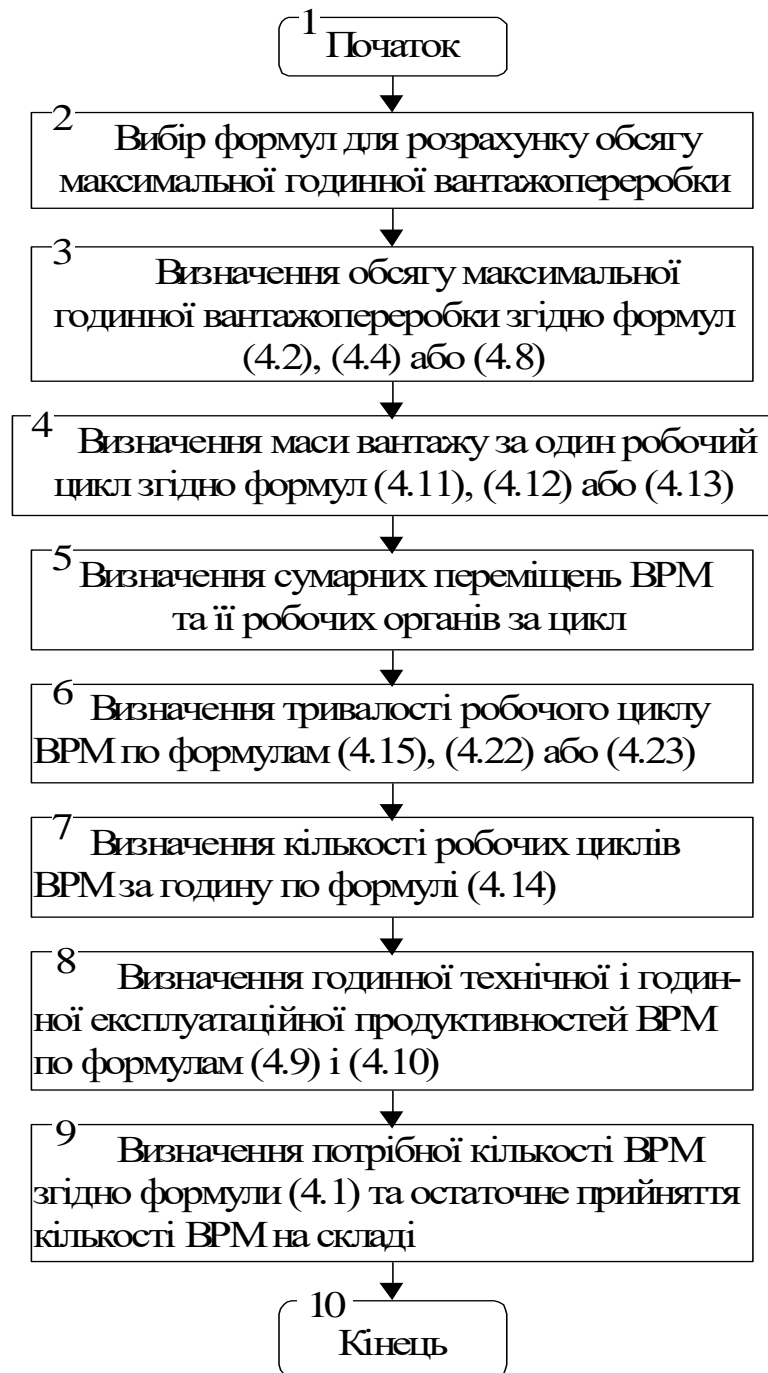 1
Початок
2
Вибір формул для розрахунку обсягу
максимальної годинної вантажопереробки
3
Визначення обсягу максимальної
годинної вантажопереробки згідно формул
(4.2), (4.4) або (4.8)
4
Визначення маси вантажу за один робочий
цикл згідно формул (4.11), (4.12) або (4.13)
5
Визначення сумарних переміщень ВРМ
та її робочих органів за цикл
6
Визначення тривалості робочого циклу
ВРМ по формулам (4.15), (4.22) або (4.23)
7
Визначення кількості робочих циклів
ВРМ за годину по формулі (4.14)
8
Визначення годинної технічної і годин-
ної експлуатаційної продуктивностей ВРМ
по формулам (4.9) і (4.10)
9
Визначення потрібної кількості ВРМ
згідно формули (4.1) та остаточне прийняття
кількості ВРМ на складі
10
Кінець